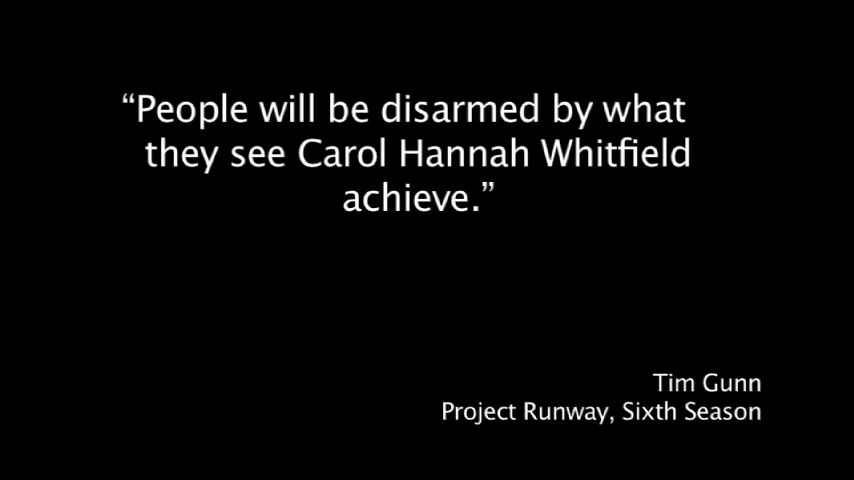 “People will be disarmed by what
they see Carol Hannah Whitfield
achieve.”
Tim Gunn
Project Runway, Sixth Season